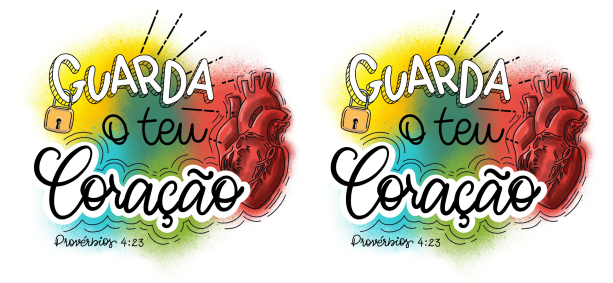 GUARDA
o teu
Coração
Provérbios 4:23
GUARDA
o teu
Coração
Provérbios 4:23